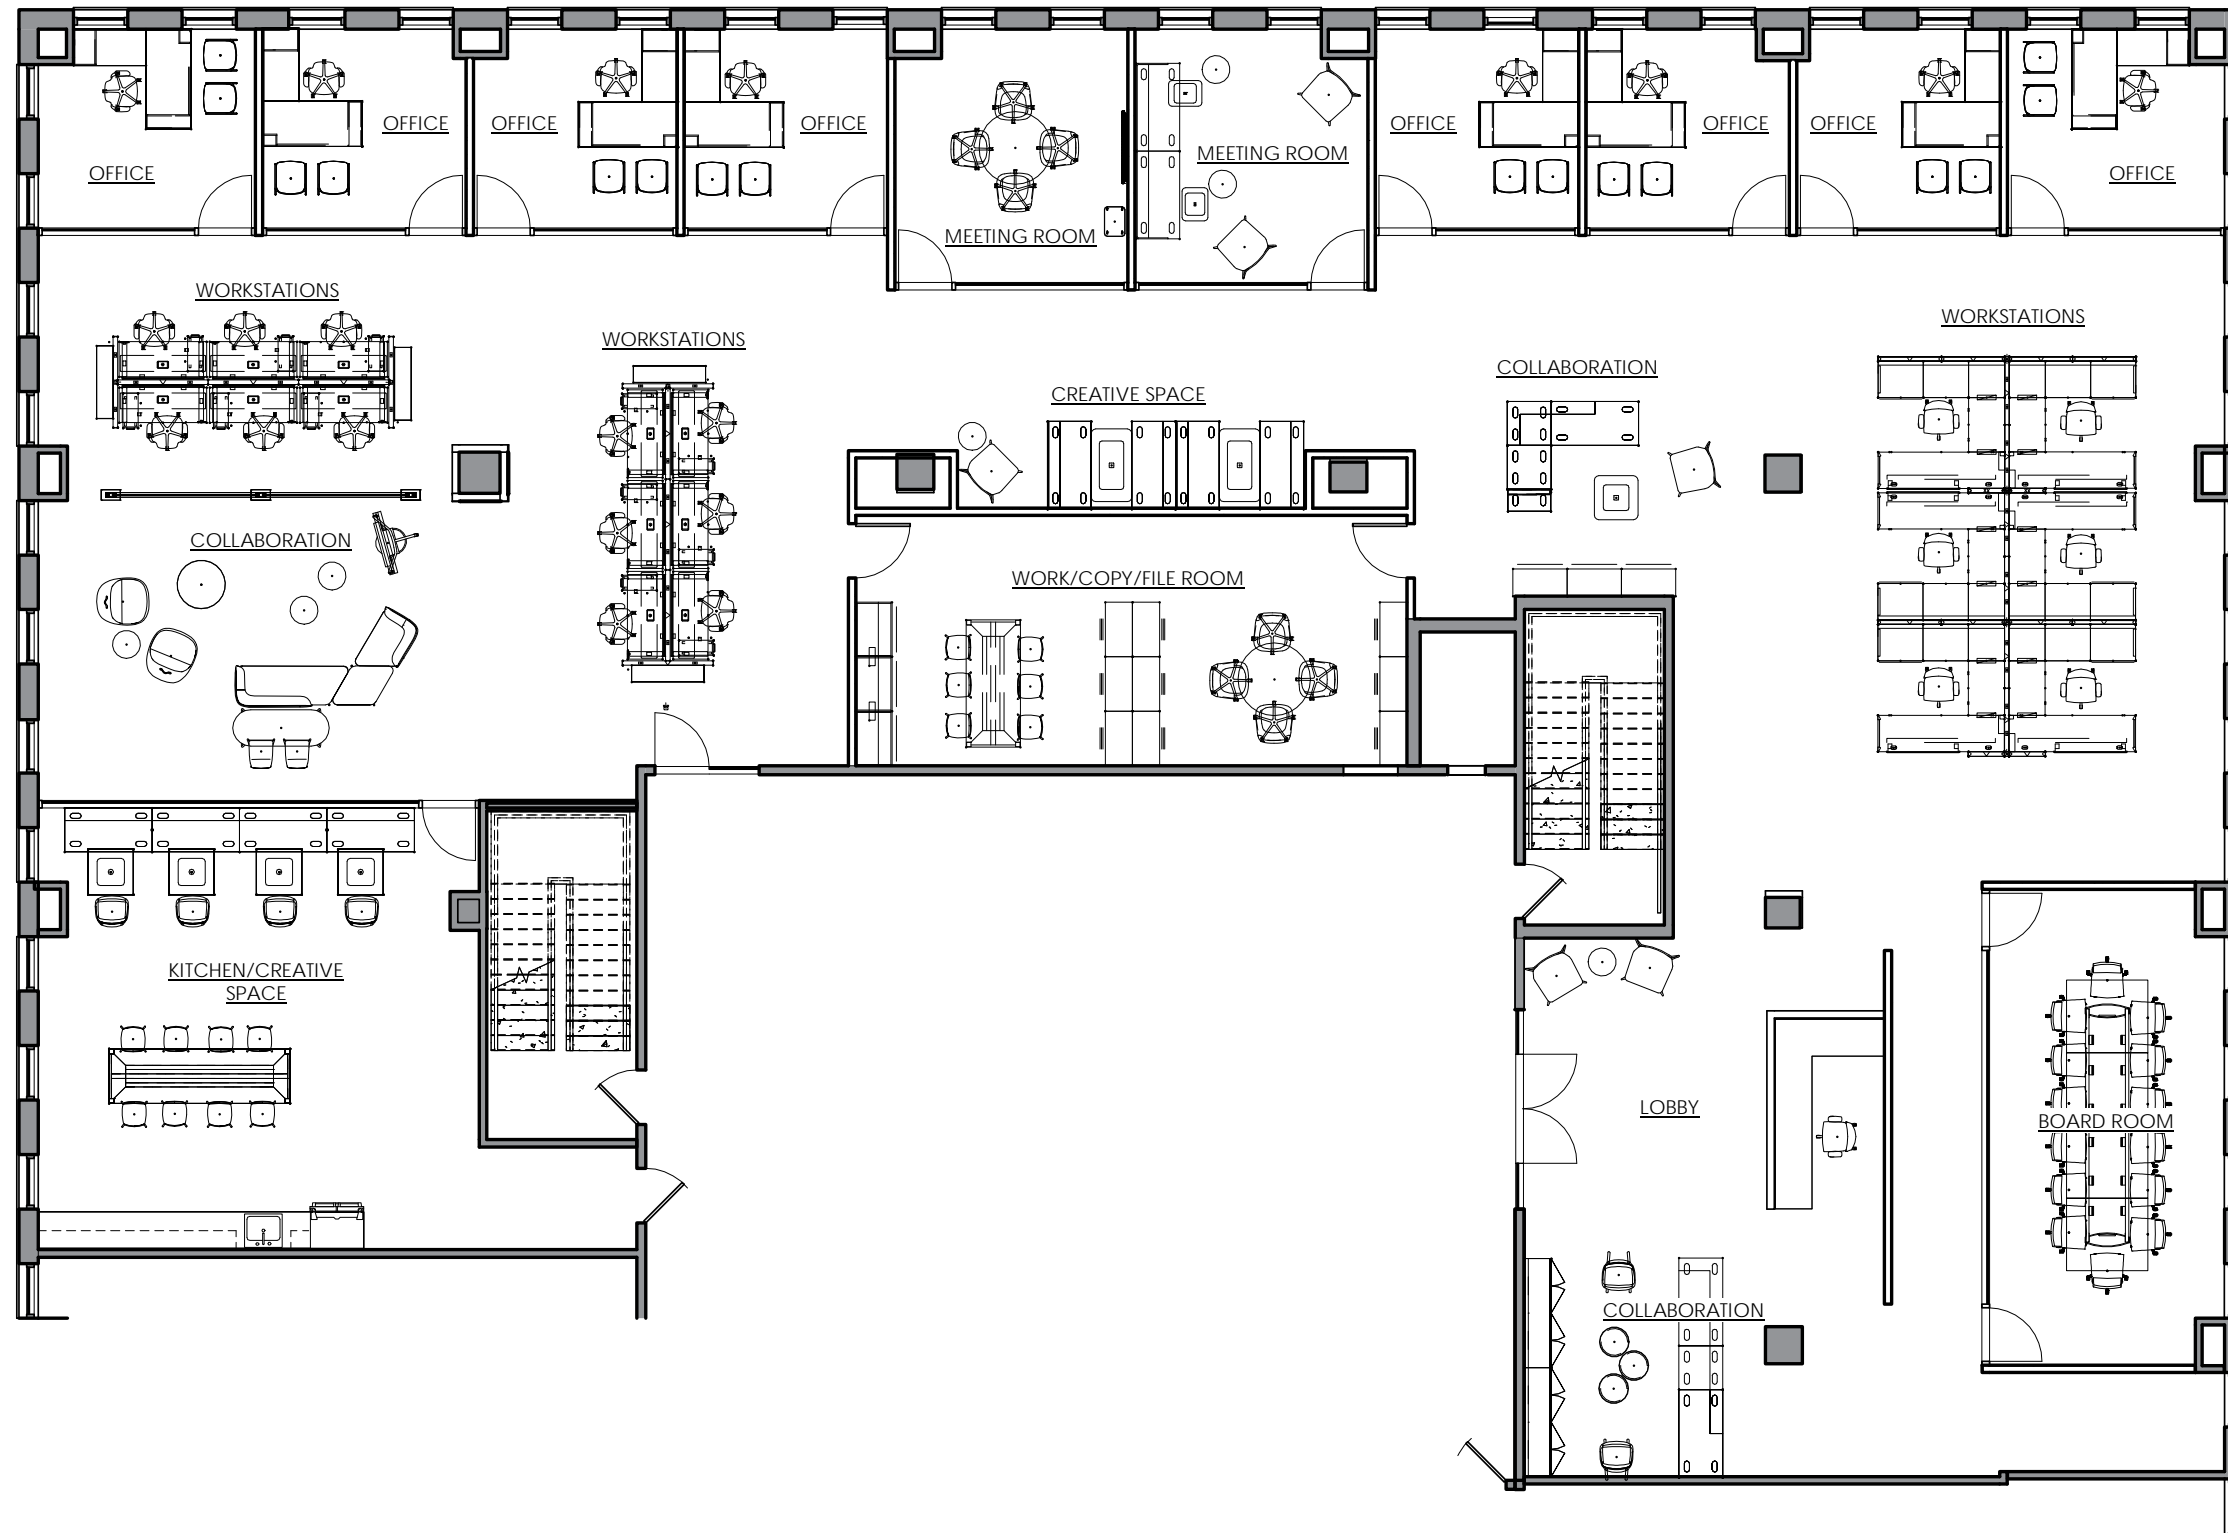 OFFICE
OFFICE
OFFICE
OFFICE
MEETING ROOM
MEETING ROOM
OFFICE
OFFICE
OFFICE
OFFICE
WORKSTATIONS
WORKSTATIONS
WORKSTATIONS
COLLABORATION
CREATIVE SPACE
COLLABORATION
WORK/COPY/FILE ROOM
KITCHEN/CREATIVE
SPACE
LOBBY
BOARD ROOM
COLLABORATION